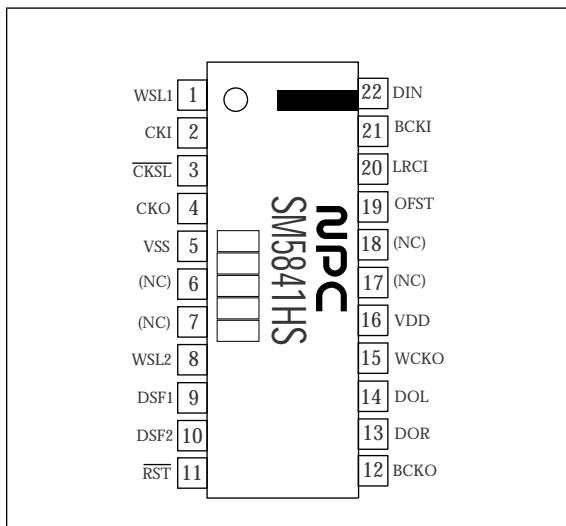 WSL1 1
CKI 2
C̅K̅S̅L̅ 3
CKO 4
VSS 5
(NC) 6
(NC) 7
WSL2 8
DSF1 9
DSF2 10
R̅S̅T̅ 11
NPC
SM5841HS
22 DIN
21 BCKI
20 LRCI
19 OFST
18 (NC)
17 (NC)
16 VDD
15 WCKO
14 DOL
13 DOR
12 BCKO